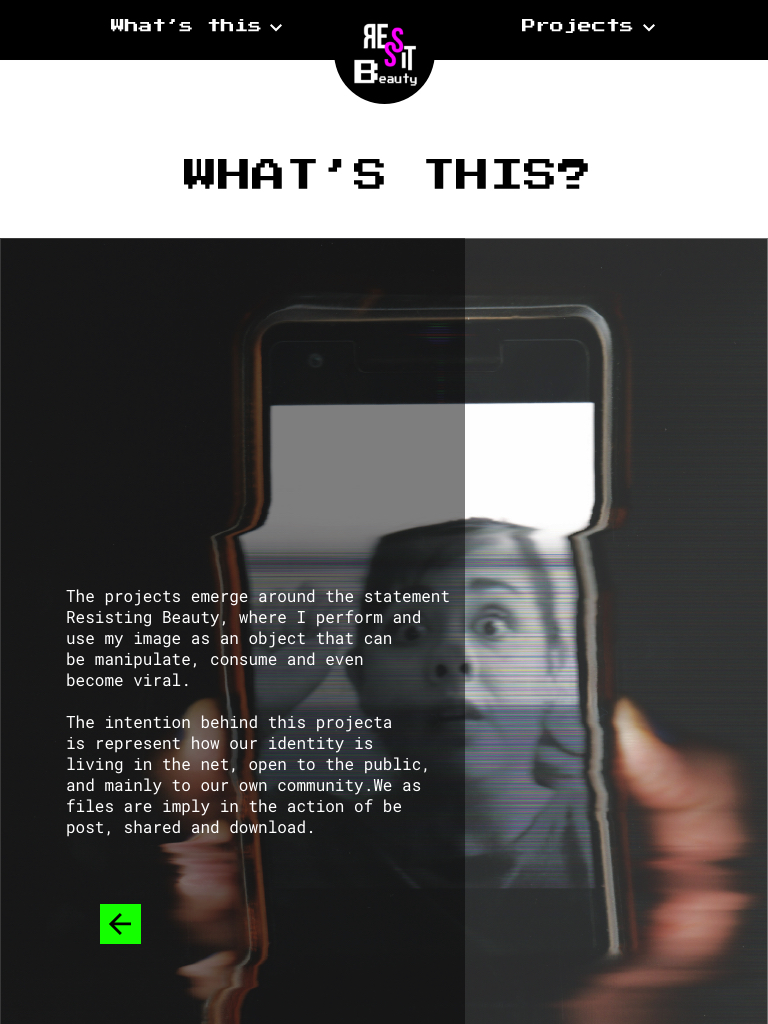 What's this
RESSIT
Beauty
Projects
WHAT'S THIS?
The projects emerge around the statement
Resisting Beauty, where I perform and
use my image as an object that can
be manipulate, consume and even
become viral.
The intention behind this projecta
is represent how our identity is
living in the net, open to the public,
and mainly to our own community.We as
files are imply in the action of be
post, shared and download.